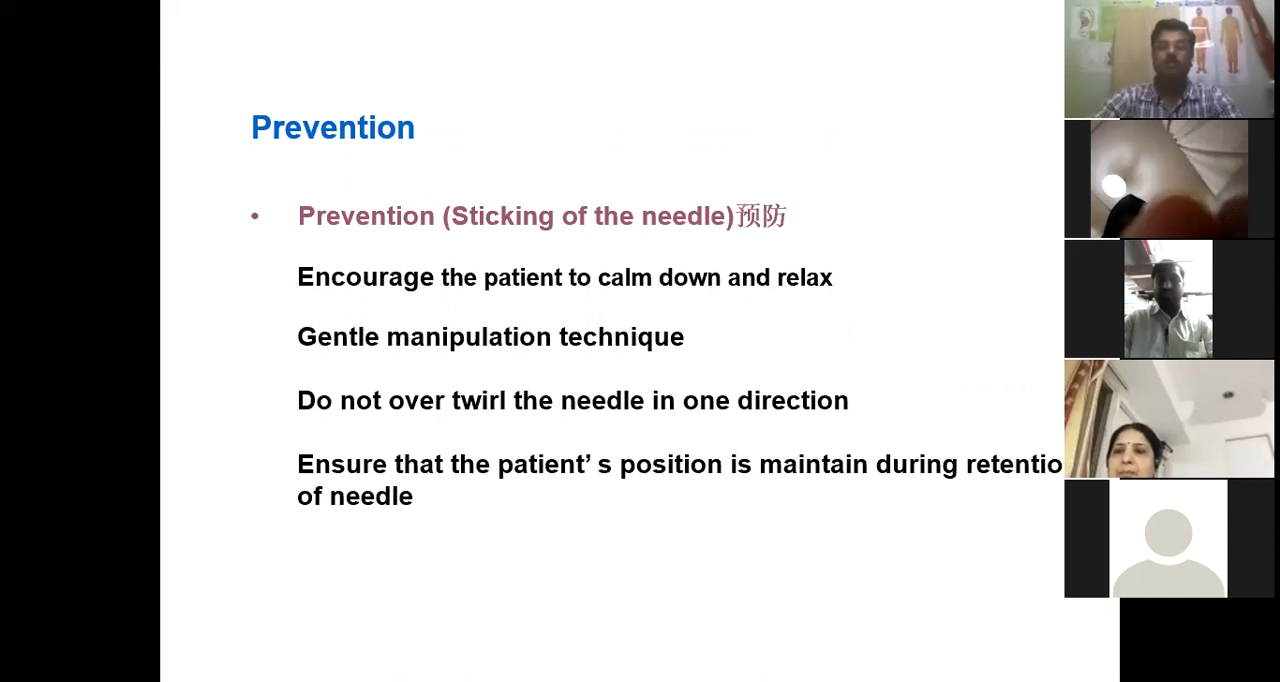 Prevention
• Prevention (Sticking of the needle)预防
Encourage the patient to calm down and relax
Gentle manipulation technique
Do not over twirl the needle in one direction
Ensure that the patient’ s position is maintain during retentio
of needle